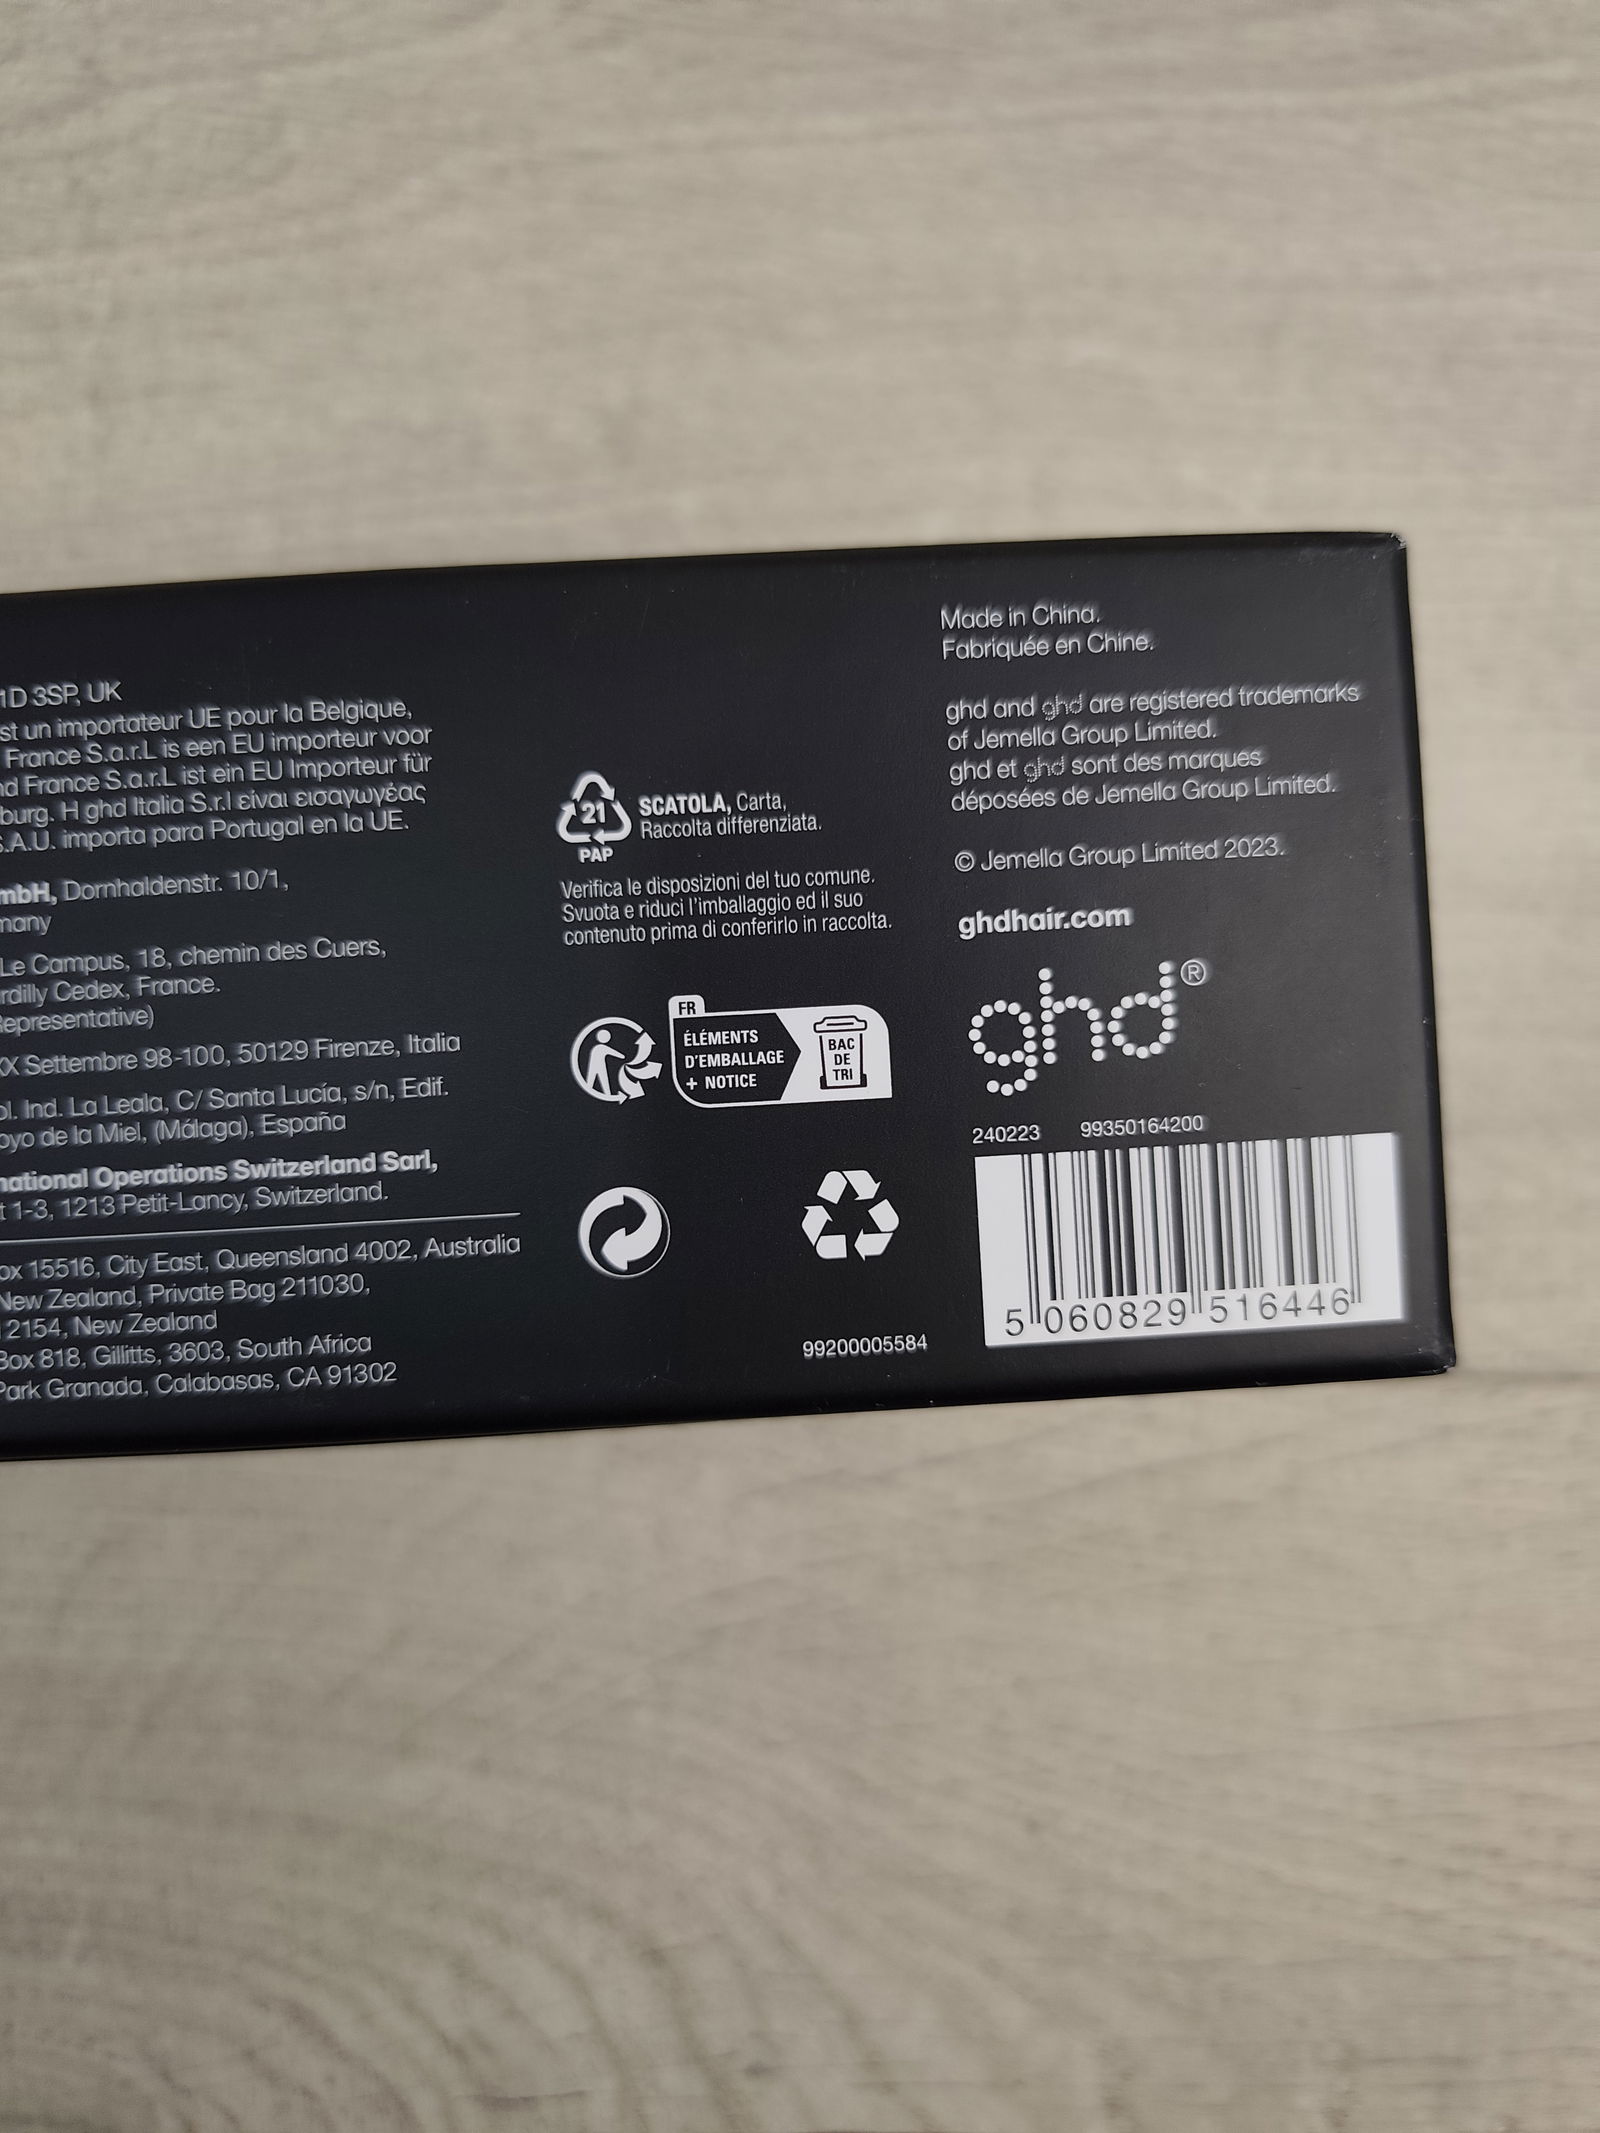 1D 3SP, UK
st un importateur UE pour la Belgique,
France S.a.r.L is een EU importeur voor
d France S.a.r.L ist ein EU Importeur für
burg. H ghd Italia S.r.l είναι εισαγωγέας
S.A.U. importa para Portugal en la UE.
mbH, Dornhaldenstr. 10/1,
many
Le Campus, 18, chemin des Cuers,
rdilly Cedex, France.
Representative)
XX Settembre 98-100, 50129 Firenze, Italia
ol. Ind. La Leala, C/ Santa Lucía, s/n, Edif.
oyo de la Miel, (Málaga), España
national Operations Switzerland Sarl,
t 1-3, 1213 Petit-Lancy, Switzerland.
ox 15516, City East, Queensland 4002, Australia
New Zealand, Private Bag 211030,
2154, New Zealand
Box 818, Gillitts, 3603, South Africa
Park Granada, Calabasas, CA 91302
21
PAP
SCATOLA, Carta,
Raccolta differenziata.
Verifica le disposizioni del tuo comune.
Svuota e riduci l'imballaggio ed il suo
contenuto prima di conferirlo in raccolta.
FR
ÉLÉMENTS
D'EMBALLAGE
+ NOTICE
BAC
DE
TRI
99200005584
Made in China.
Fabriquée en Chine.
ghd and ghd are registered trademarks
of Jemella Group Limited.
ghd et ghd sont des marques
déposées de Jemella Group Limited.
© Jemella Group Limited 2023.
ghdhair.com
ghd®
240223 99350164200
5 060829 516446